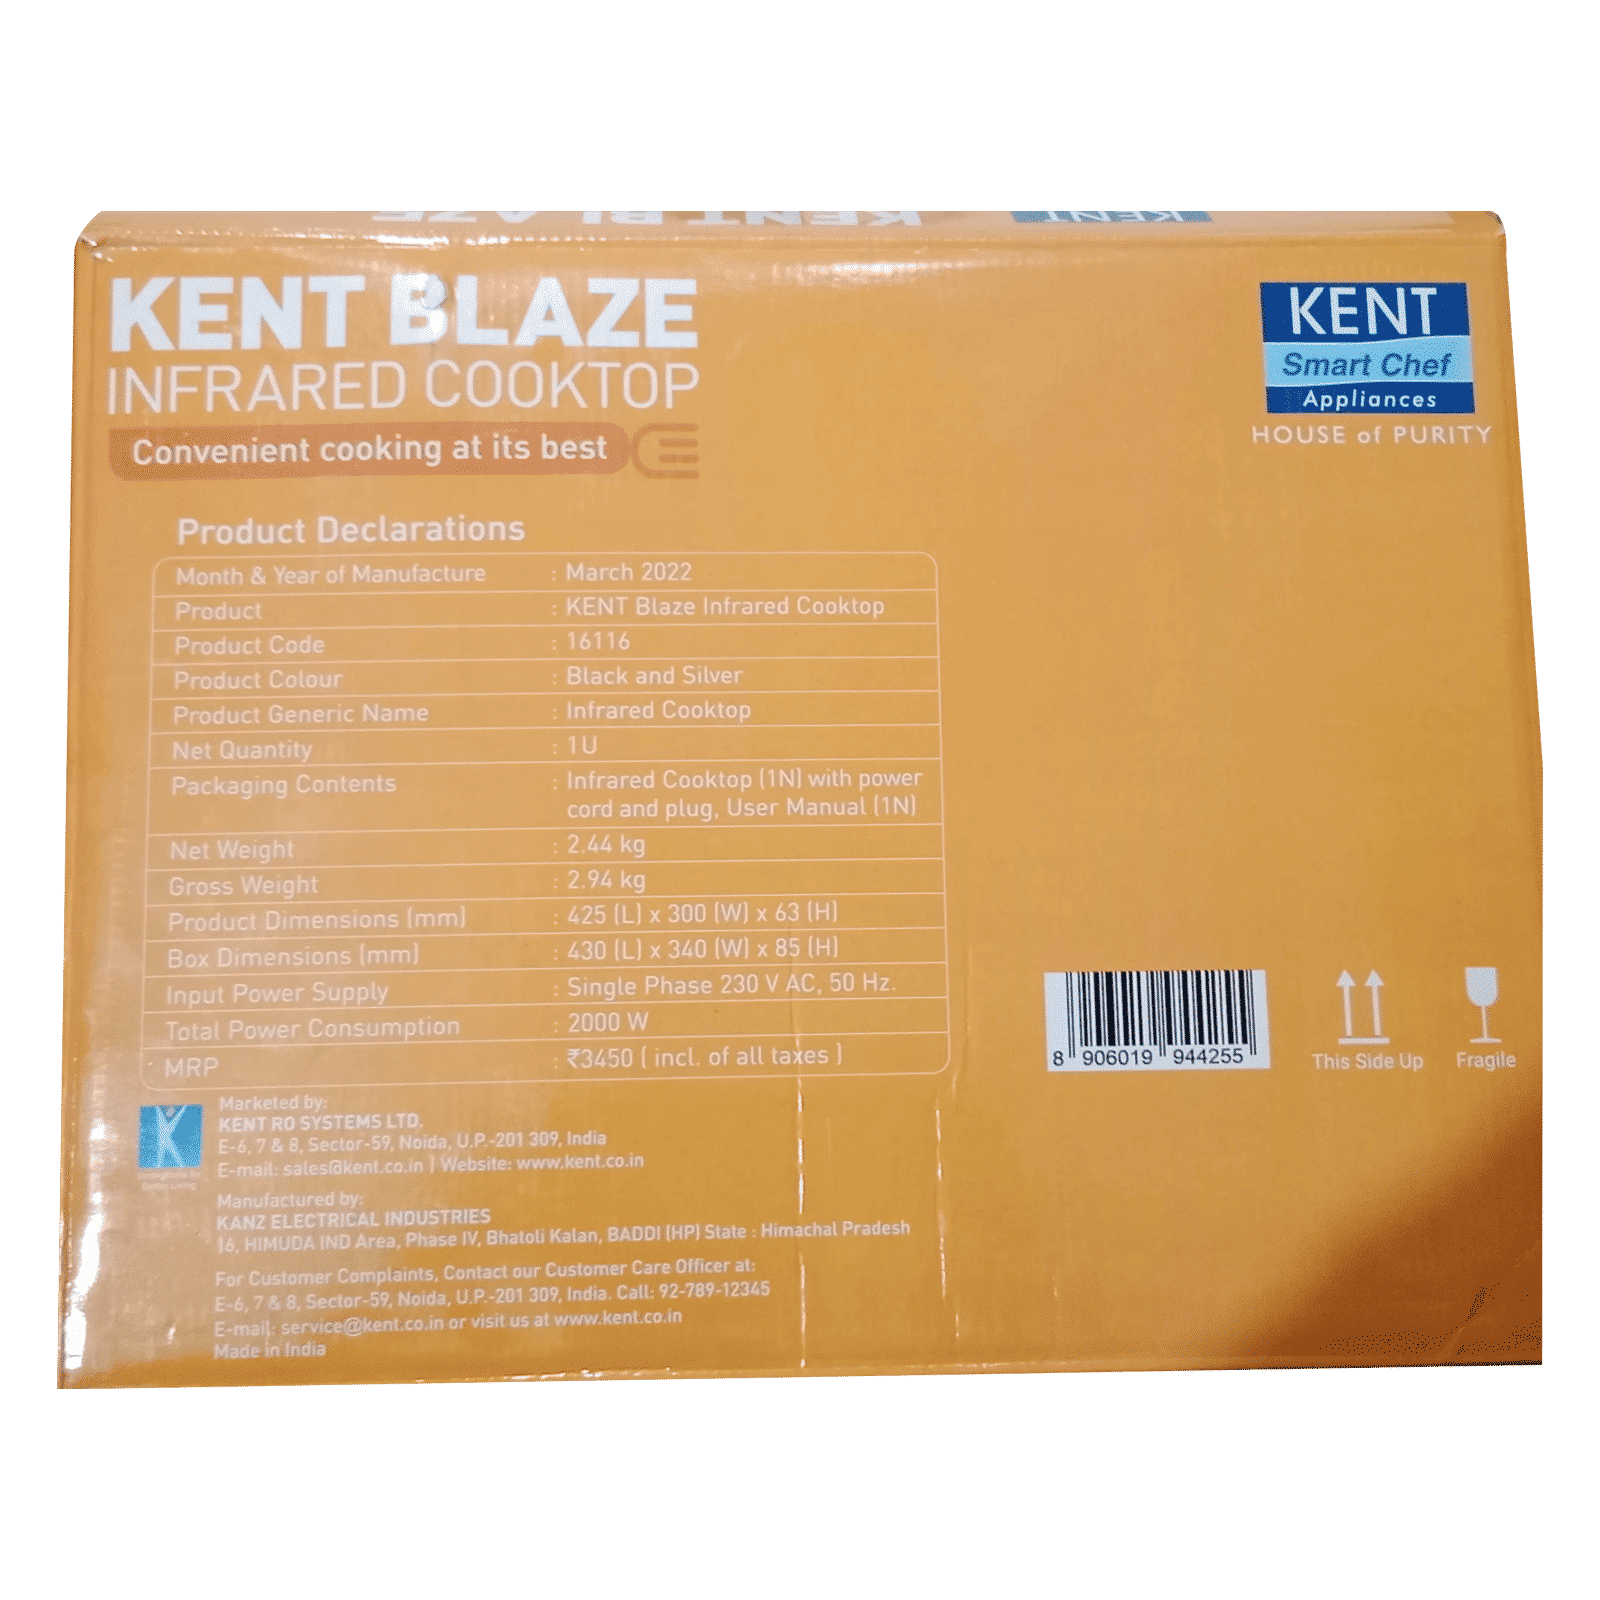 KENT BLAZE
KENT
KENT BLAZE
INFRARED COOKTOP
Convenient cooking at its best
KENT
Smart Chef
Appliances
HOUSE of PURITY
Product Declarations
Month & Year of Manufacture : March 2022
Product : KENT Blaze Infrared Cooktop
Product Code : 16116
Product Colour : Black and Silver
Product Generic Name : Infrared Cooktop
Net Quantity : 1U
Packaging Contents : Infrared Cooktop (1N) with power
cord and plug, User Manual (1N)
Net Weight : 2.44 kg
Gross Weight : 2.94 kg
Product Dimensions (mm) : 425 (L) x 300 (W) x 63 (H)
Box Dimensions (mm) : 430 (L) x 340 (W) x 85 (H)
Input Power Supply : Single Phase 230 V AC, 50 Hz.
Total Power Consumption : 2000 W
MRP : ₹3450 ( incl. of all taxes )
8 906019 944255
This Side Up
Fragile
Marketed by:
KENT RO SYSTEMS LTD.
E-6, 7 & 8, Sector-59, Noida, U.P.-201 309, India
E-mail: sales@kent.co.in | Website: www.kent.co.in
K
Better Living
Manufactured by:
KANZ ELECTRICAL INDUSTRIES
16, HIMUDA IND Area, Phase IV, Bhatoli Kalan, BADDI (HP) State : Himachal Pradesh
For Customer Complaints, Contact our Customer Care Officer at:
E-6, 7 & 8, Sector-59, Noida, U.P.-201 309, India. Call: 92-789-12345
E-mail: service@kent.co.in or visit us at www.kent.co.in
Made in India